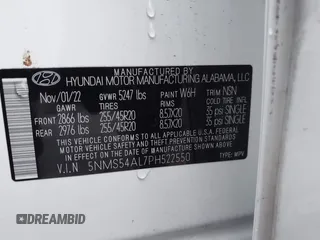 MANUFACTURED BY
HYUNDAI MOTOR MANUFACTURING ALABAMA, LLC
Nov/01/22 GVWR 5247 lbs PAINT W6H TRIM NSN
GAWR TIRES RIMS COLD TIRE PRESSURE
FRONT 2866 lbs 255/45R20 8.5JX20 35 psi SINGLE
REAR 2976 lbs 255/45R20 8.5JX20 35 psi SINGLE
THIS VEHICLE CONFORMS TO ALL APPLICABLE
FEDERAL MOTOR VEHICLE SAFETY AND THEFT
PREVENTION STANDARDS IN EFFECT ON THE DATE
OF MANUFACTURE SHOWN ABOVE.
V.I.N 5NMS54AL7PH522550 TYPE: MPV
DREAMBID